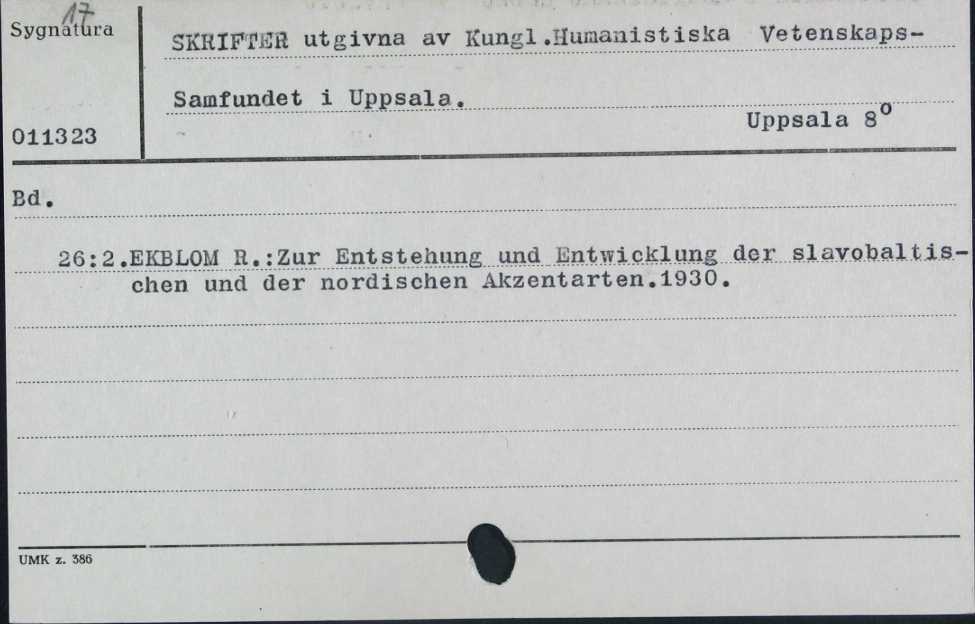 17
Sygnatura
SKRIFTER utgivna av Kungl.Humanistiska Vetenskaps-
Samfundet i Uppsala.
Uppsala 8°
011323
Bd.
26:2.EKBLOM R.:Zur Entstehung und Entwicklung der slavobaltis-
chen und der nordischen Akzentarten.1930.
UMK z. 386